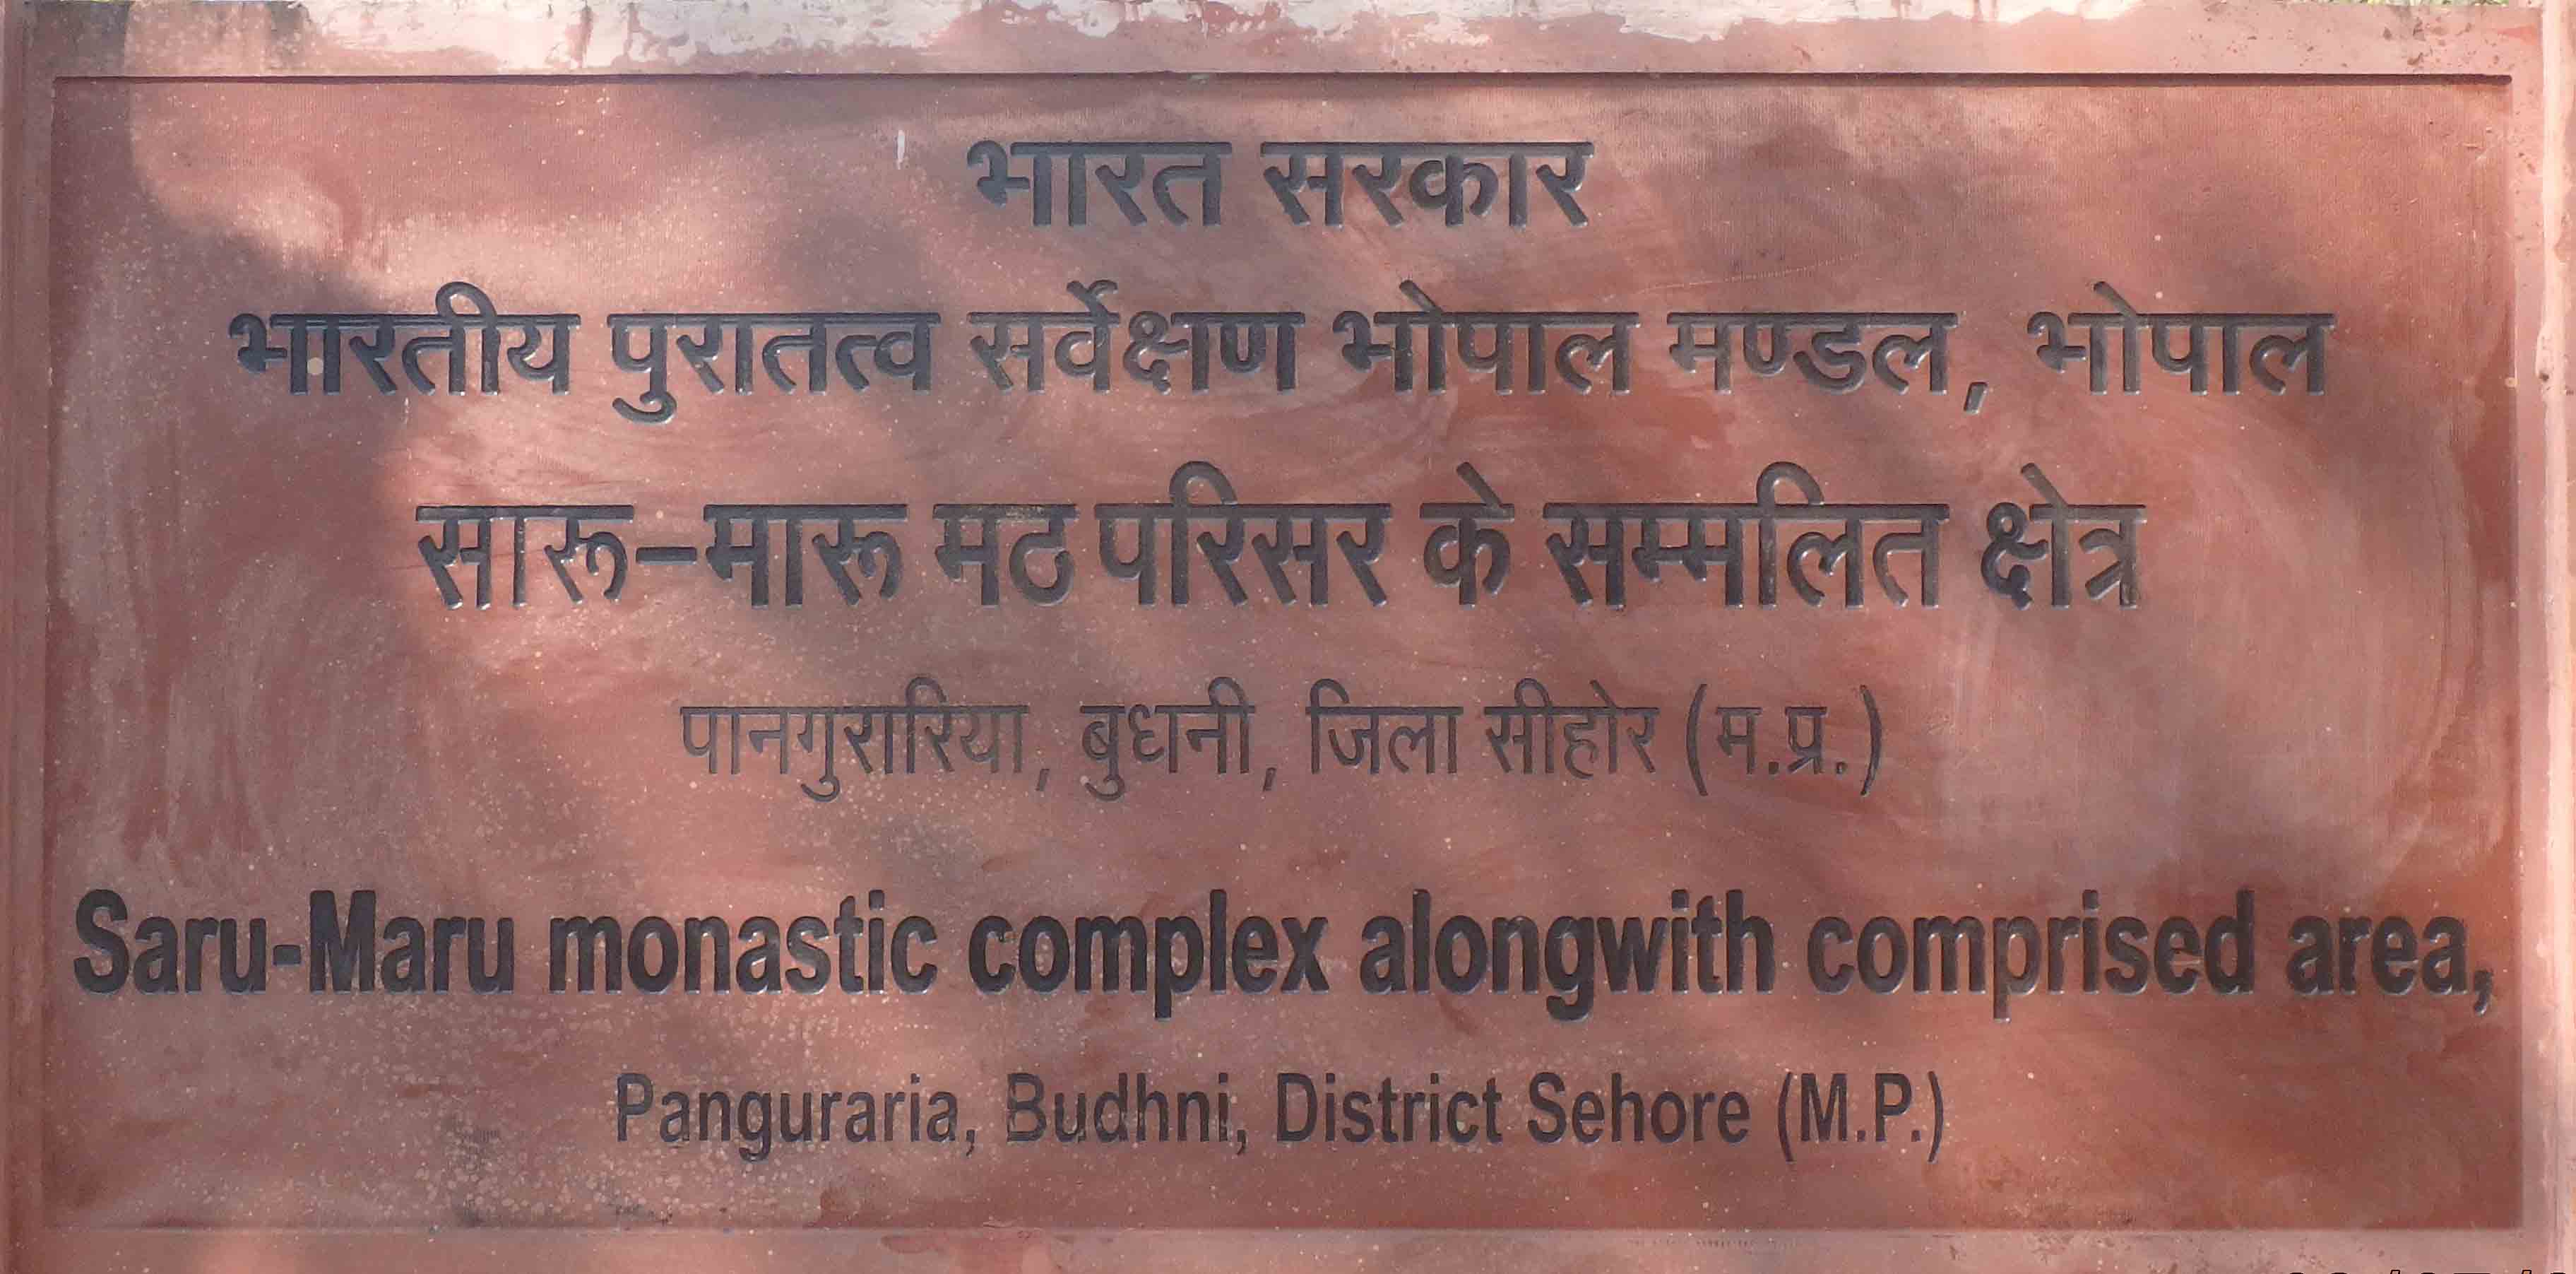 भारत सरकार
भारतीय पुरातत्व सर्वेक्षण भोपाल मण्डल, भोपाल
सारू–मारू मठ परिसर के सम्मलित क्षेत्र
पानगुरारिया, बुधनी, जिला सीहोर (म.प्र.)
Saru-Maru monastic complex alongwith comprised area,
Panguraria, Budhni, District Sehore (M.P.)